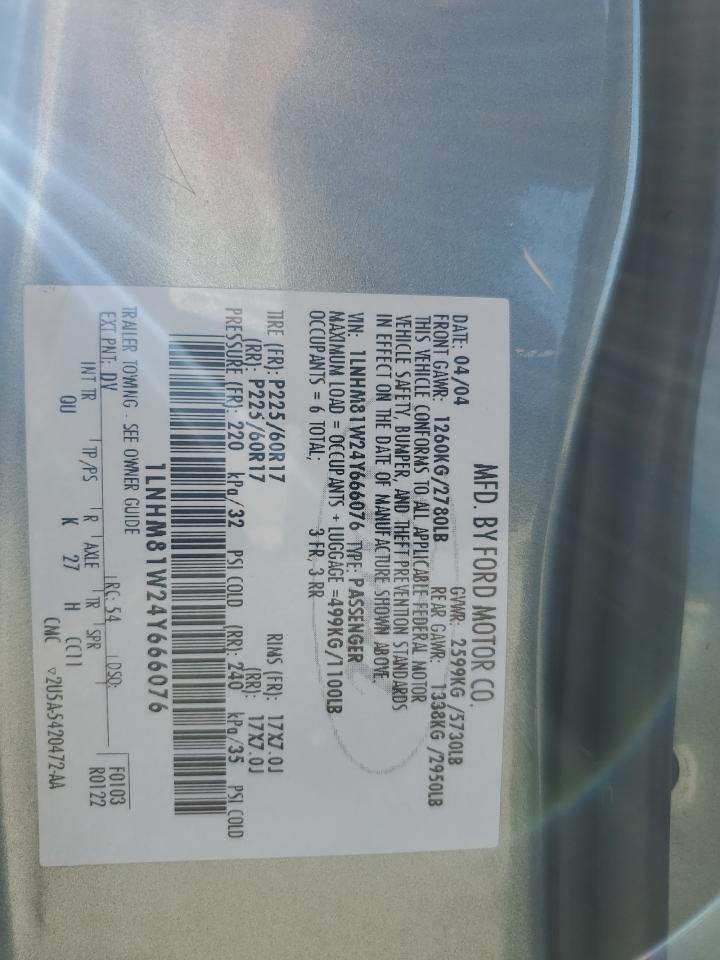 MFD. BY FORD MOTOR CO.
DATE: 04/04 GVWR: 2599KG /5730LB
FRONT GAWR: 1260KG/2780LB REAR GAWR: 1338KG /2950LB
THIS VEHICLE CONFORMS TO ALL APPLICABLE FEDERAL MOTOR
VEHICLE SAFETY, BUMPER, AND THEFT PREVENTION STANDARDS
IN EFFECT ON THE DATE OF MANUFACTURE SHOWN ABOVE.
VIN: 1LNHM81W24Y666076 TYPE: PASSENGER
MAXIMUM LOAD = OCCUPANTS + LUGGAGE =499KG/1100LB
OCCUPANTS = 6 TOTAL; 3 FR, 3 RR
TIRE (FR): P225/60R17 RIMS (FR): 17X7.0J
(RR): P225/60R17 (RR): 17X7.0J
PRESSURE (FR): 220 kPa/32 PSI COLD (RR): 240 kPa/35 PSI COLD
1LNHM81W24Y666076
TRAILER TOWING - SEE OWNER GUIDE F0103
EXT PNT: DV RC: 54 DSO: R0122
INT TR TP/PS R AXLE TR SPR
QU K 27 H CC11
CMC ▽2U5A5420472-AA